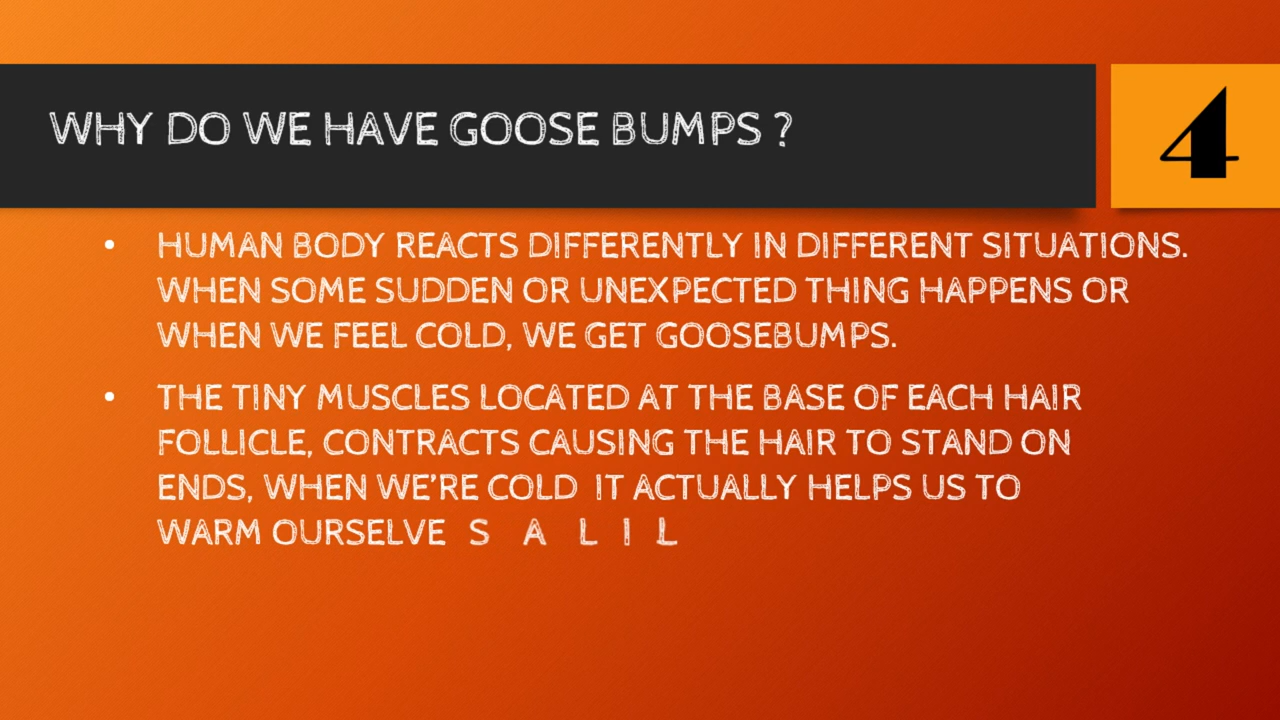 WHY DO WE HAVE GOOSE BUMPS ?
4
• HUMAN BODY REACTS DIFFERENTLY IN DIFFERENT SITUATIONS.
WHEN SOME SUDDEN OR UNEXPECTED THING HAPPENS OR
WHEN WE FEEL COLD, WE GET GOOSEBUMPS.
• THE TINY MUSCLES LOCATED AT THE BASE OF EACH HAIR
FOLLICLE, CONTRACTS CAUSING THE HAIR TO STAND ON
ENDS, WHEN WE'RE COLD IT ACTUALLY HELPS US TO
WARM OURSELVE S A L I L